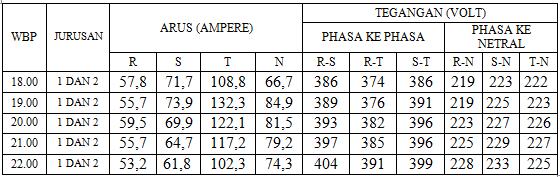 WBP JURUSAN ARUS (AMPERE) TEGANGAN (VOLT)
PHASA KE PHASA PHASA KE NETRAL
R S T N R-S R-T S-T R-N S-N T-N
18.00 1 DAN 2 57,8 71,7 108,8 66,7 386 374 386 219 223 222
19.00 1 DAN 2 55,7 73,9 132,3 84,9 389 376 391 219 225 223
20.00 1 DAN 2 59,5 69,9 122,1 81,5 393 382 396 223 227 226
21.00 1 DAN 2 55,7 64,7 117,2 79,2 397 385 396 225 229 227
22.00 1 DAN 2 53,2 61,8 102,3 74,3 404 391 399 228 233 225